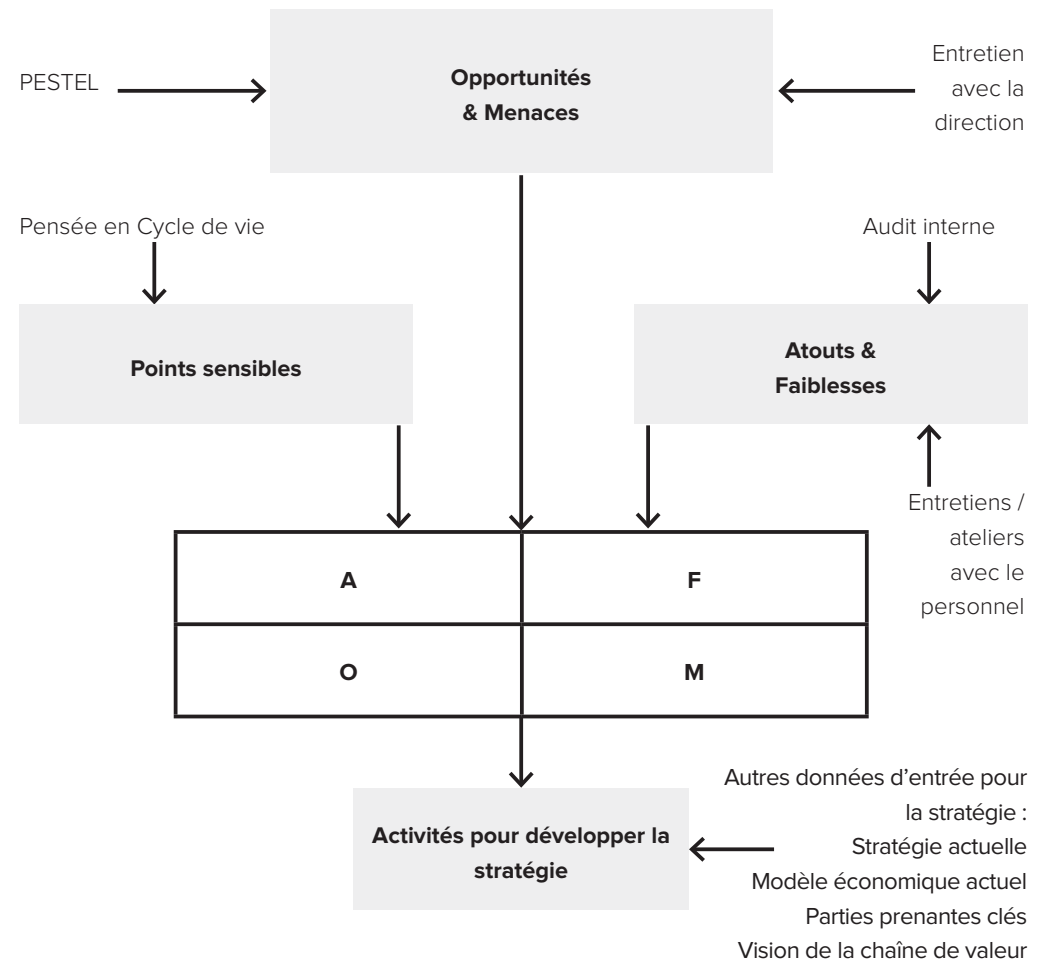 PESTEL
Opportunités
& Menaces
Entretien
avec la
direction
Pensée en Cycle de vie
Audit interne
Points sensibles
Atouts &
Faiblesses
Entretiens /
ateliers
avec le
personnel
A
F
O
M
Activités pour développer la
stratégie
Autres données d’entrée pour
la stratégie :
Stratégie actuelle
Modèle économique actuel
Parties prenantes clés
Vision de la chaîne de valeur